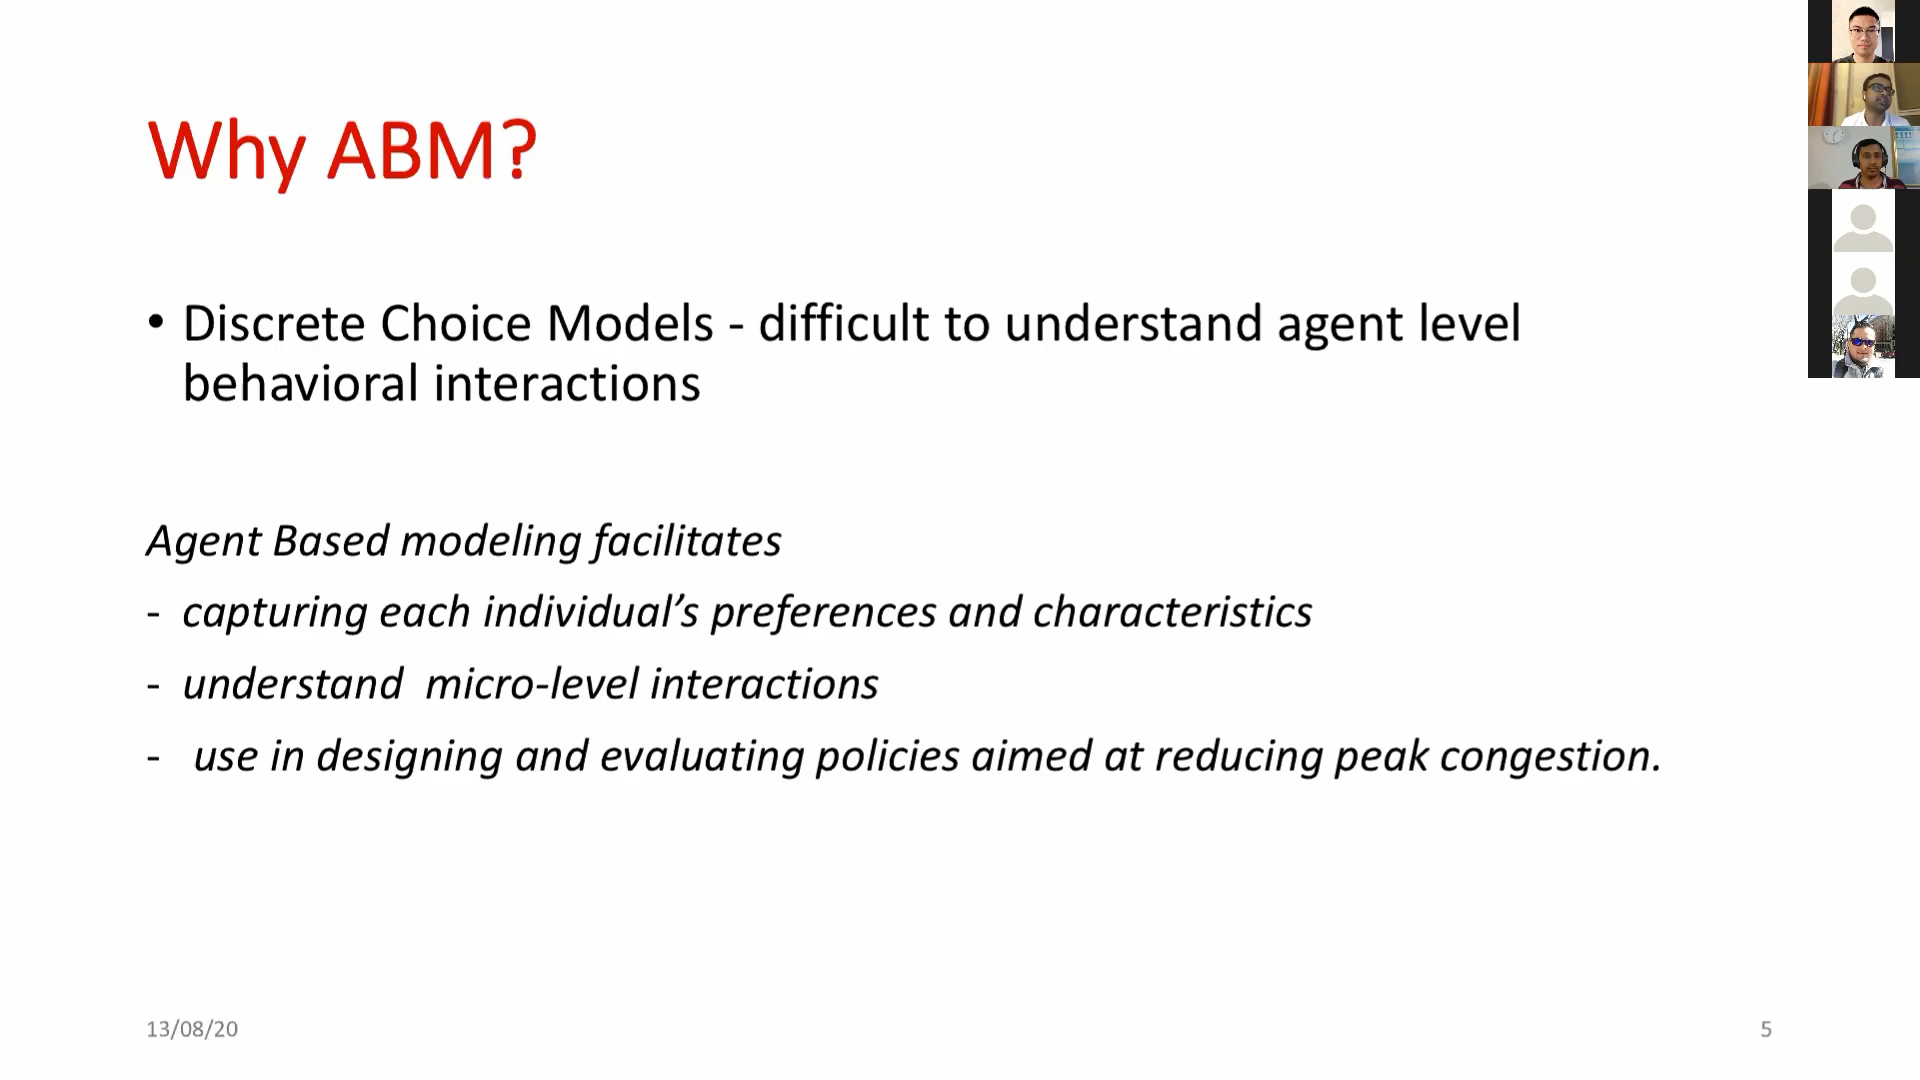 Why ABM?
• Discrete Choice Models - difficult to understand agent level
behavioral interactions
Agent Based modeling facilitates
- capturing each individual’s preferences and characteristics
- understand  micro-level interactions
-  use in designing and evaluating policies aimed at reducing peak congestion.
13/08/20
5